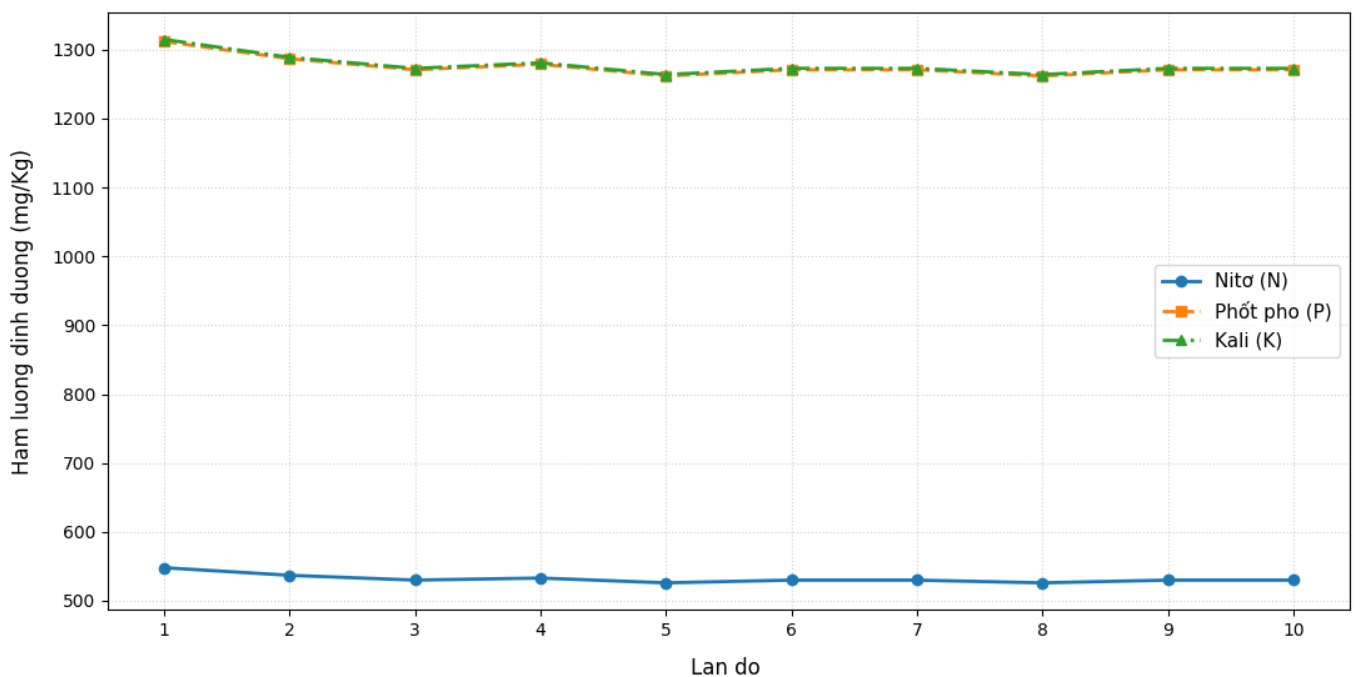 Ham luong dinh duong (mg/Kg)
1300
1200
1100
1000
900
800
700
600
500
Nitơ (N)
Phốt pho (P)
Kali (K)
1 2 3 4 5 6 7 8 9 10
Lan do